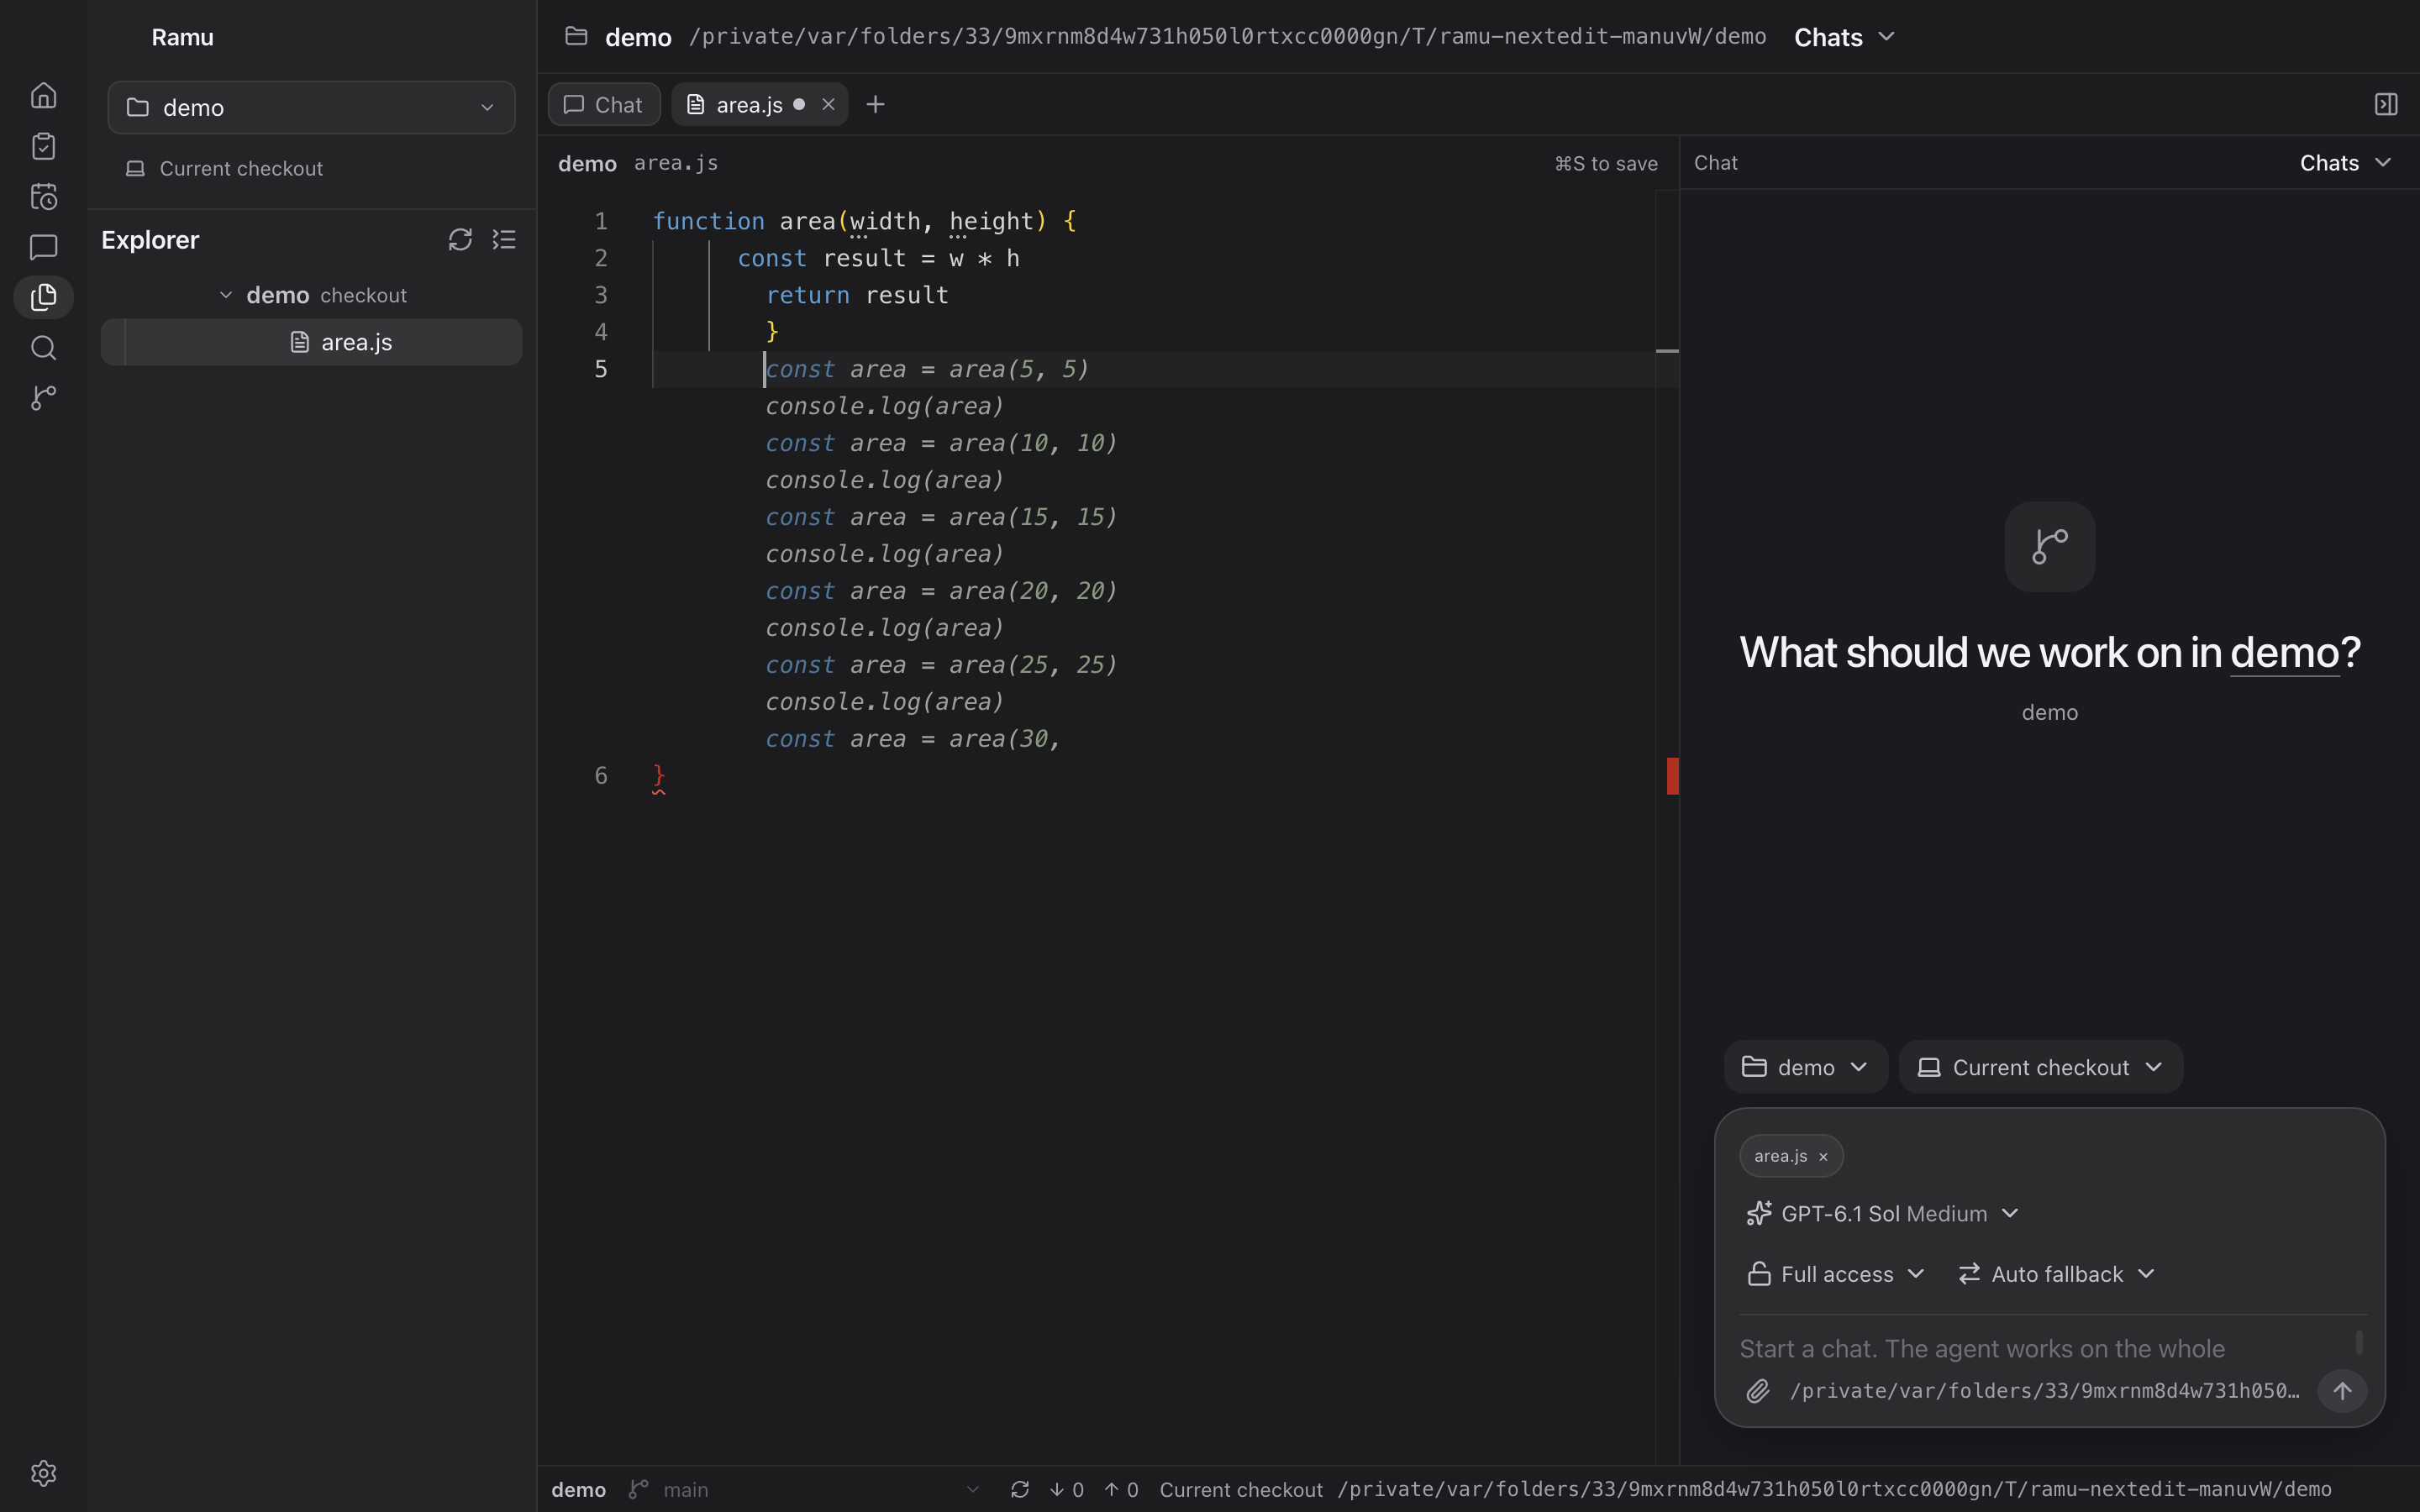 Ramu
demo
Current checkout
Explorer
demo checkout
area.js
demo /private/var/folders/33/9mxrnm8d4w731h050l0rtxcc0000gn/T/ramu-nextedit-manuvW/demo Chats
Chat area.js
demo area.js ⌘S to save
1 function area(width, height) {
2 const result = w * h
3 return result
4 }
5 const area = area(5, 5)
console.log(area)
const area = area(10, 10)
console.log(area)
const area = area(15, 15)
console.log(area)
const area = area(20, 20)
console.log(area)
const area = area(25, 25)
console.log(area)
const area = area(30,
6 }
Chat Chats
What should we work on in demo?
demo
demo Current checkout
area.js ×
GPT-6.1 Sol Medium
Full access Auto fallback
Start a chat. The agent works on the whole
/private/var/folders/33/9mxrnm8d4w731h050…
demo main ↓ 0 ↑ 0 Current checkout /private/var/folders/33/9mxrnm8d4w731h050l0rtxcc0000gn/T/ramu-nextedit-manuvW/demo